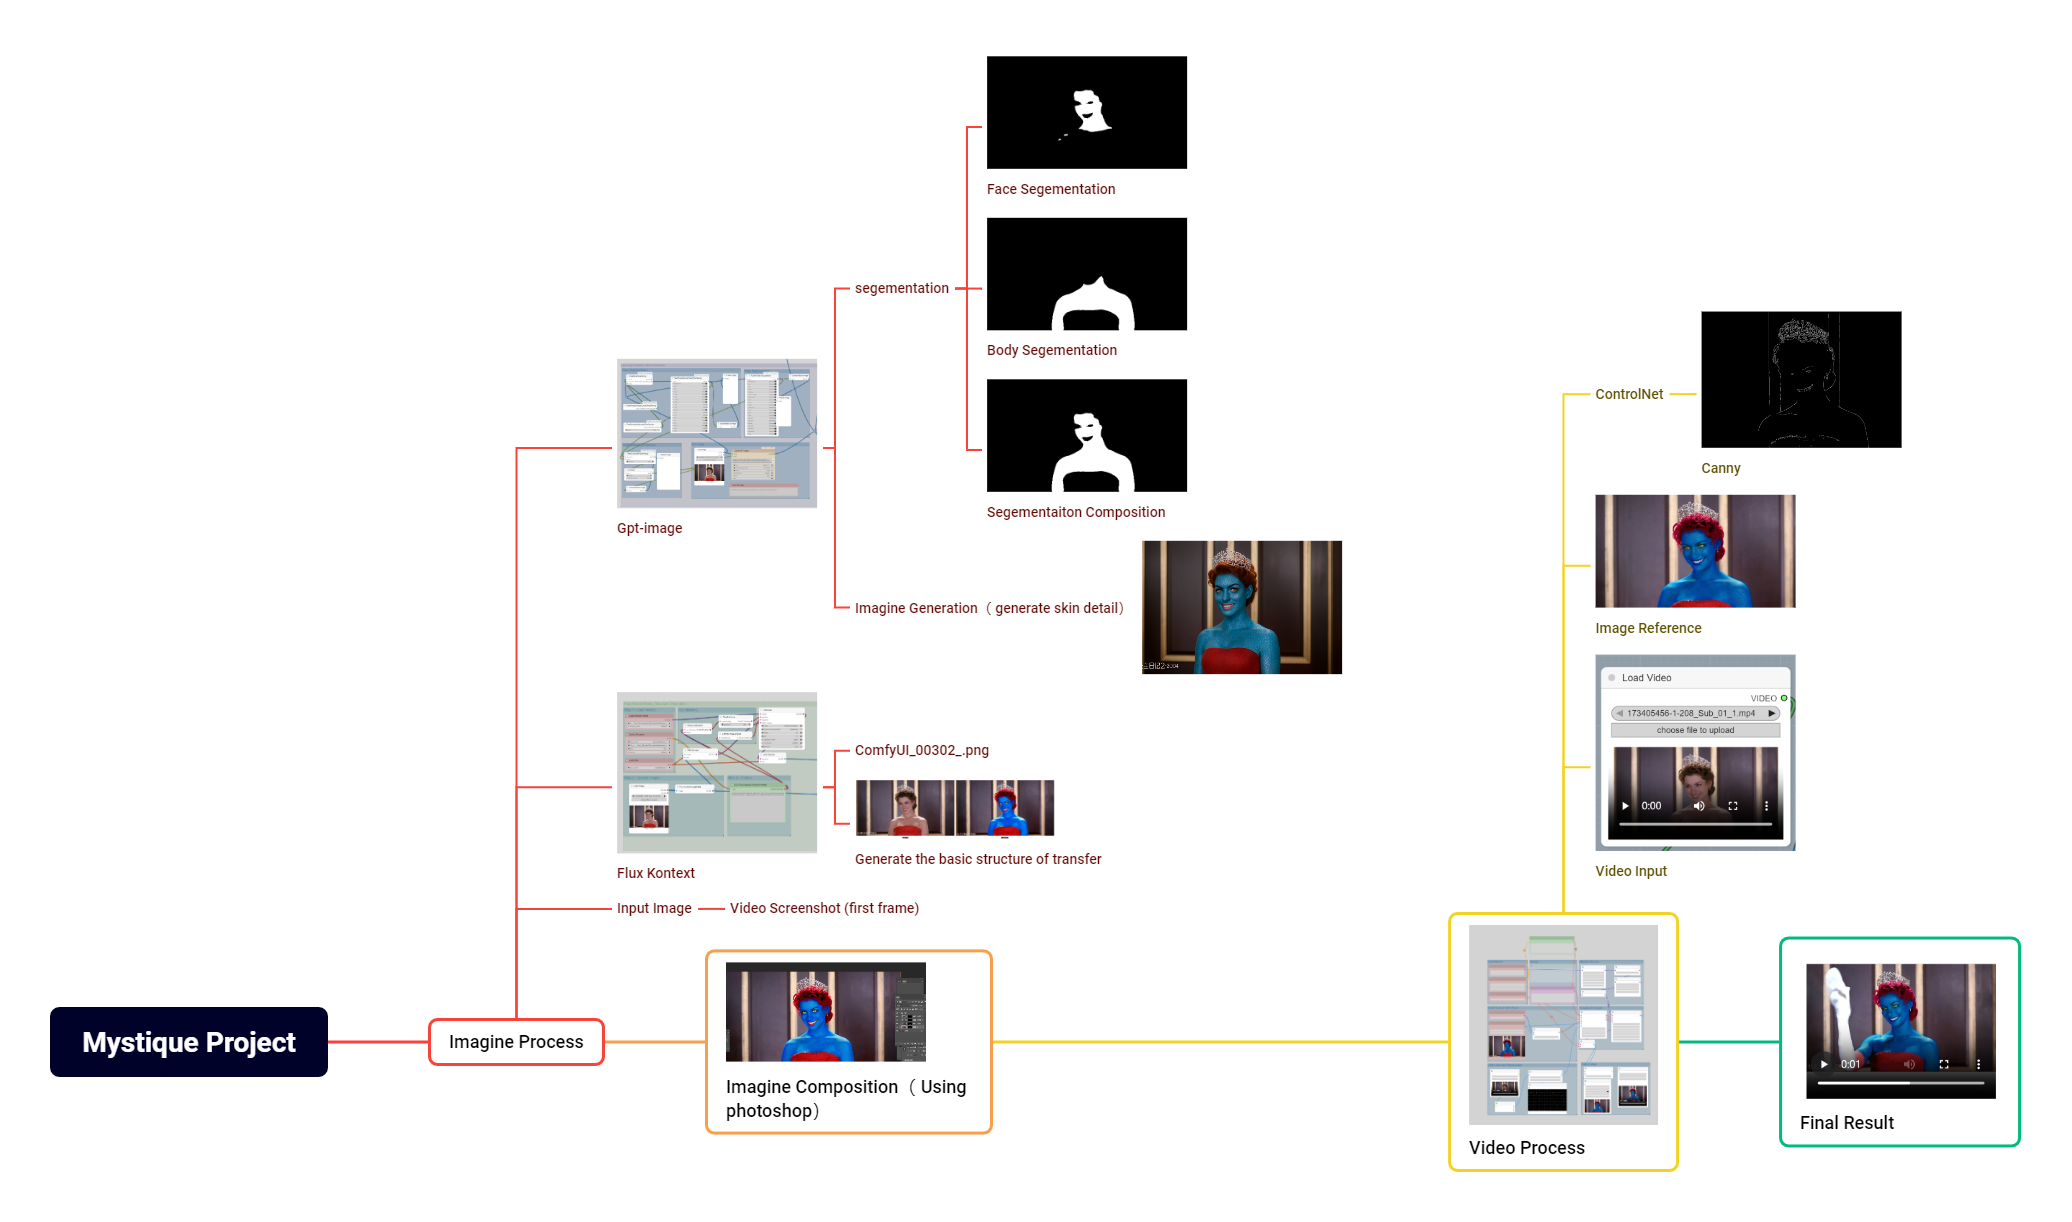 Face Segementation
segementation
Body Segementation
Segementaiton Composition
Gpt-image
Imagine Generation（ generate skin detail）
ComfyUI_00302_.png
Generate the basic structure of transfer
Flux Kontext
Input Image
Video Screenshot (first frame)
ControlNet
Canny
Image Reference
Load Video
VIDEO
173405456-1-208_Sub_01_1.mp4
choose file to upload
0:00
Video Input
Mystique Project
Imagine Process
Imagine Composition（ Using
photoshop）
Video Process
0:01
Final Result